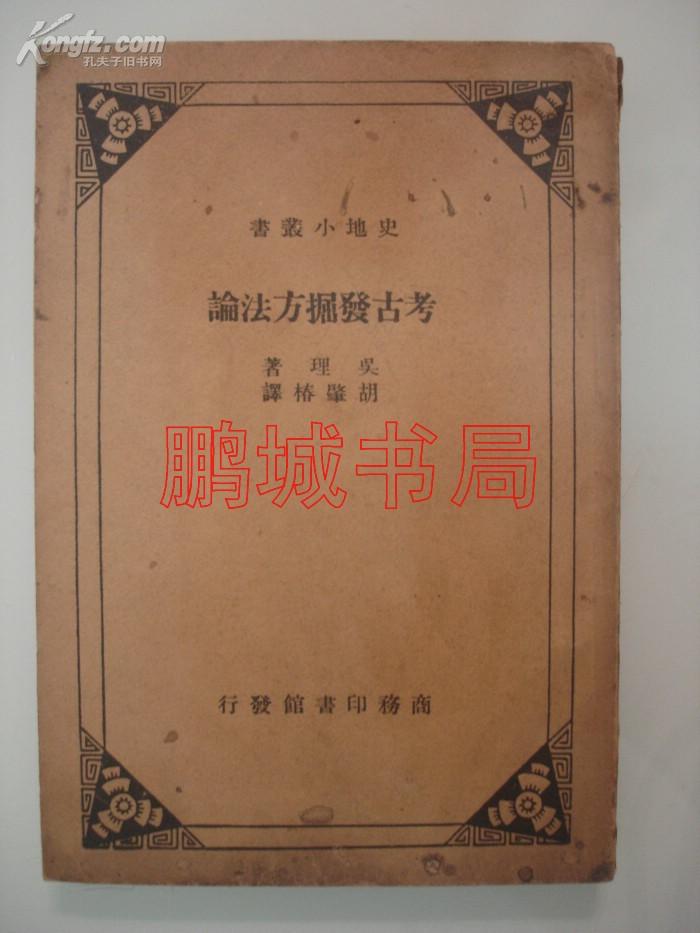 Kongfz.com
孔夫子旧书网
史地小叢書
考古發掘方法論
吳理著
胡肇椿譯
鹏城书局
商務印書館發行